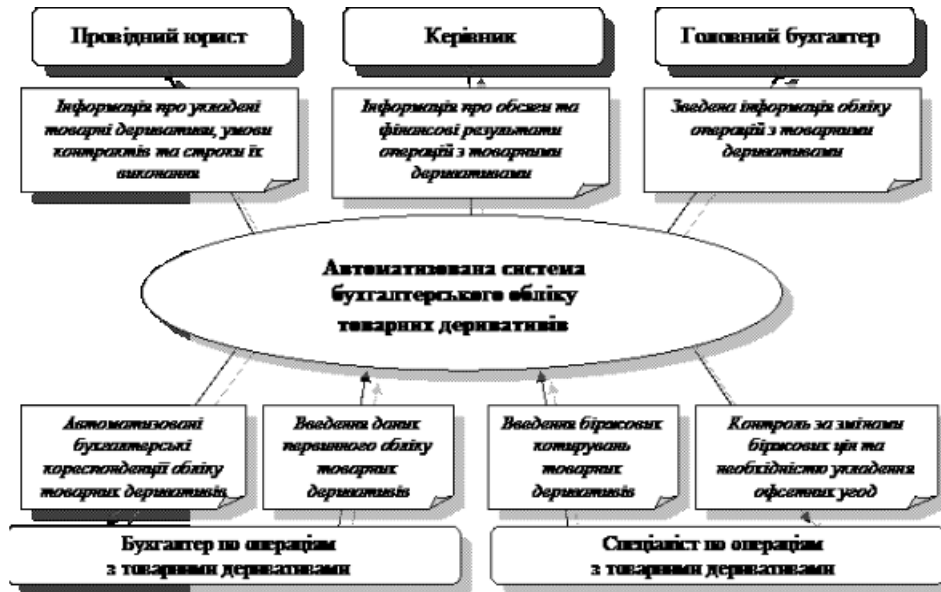 Провідний юрист
Керівник
Головний бухгалтер
Інформація про укладені
товарні деривативи, умови
контрактів та строки їх
виконання
Інформація про обсяги та
фінансові результати
операцій з товарними
деривативами
Зведена інформація обліку
операцій з товарними
деривативами
Автоматизована система
бухгалтерського обліку
товарних деривативів
Автоматизовані
бухгалтерські
кореспонденції обліку
товарних деривативів
Введення даних
первинного обліку
товарних
деривативів
Введення біржових
котирувань
товарних
деривативів
Контроль за змінами
біржових цін та
необхідністю укладення
офсетних угод
Бухгалтер по операціям
з товарними деривативами
Спеціаліст по операціям
з товарними деривативами